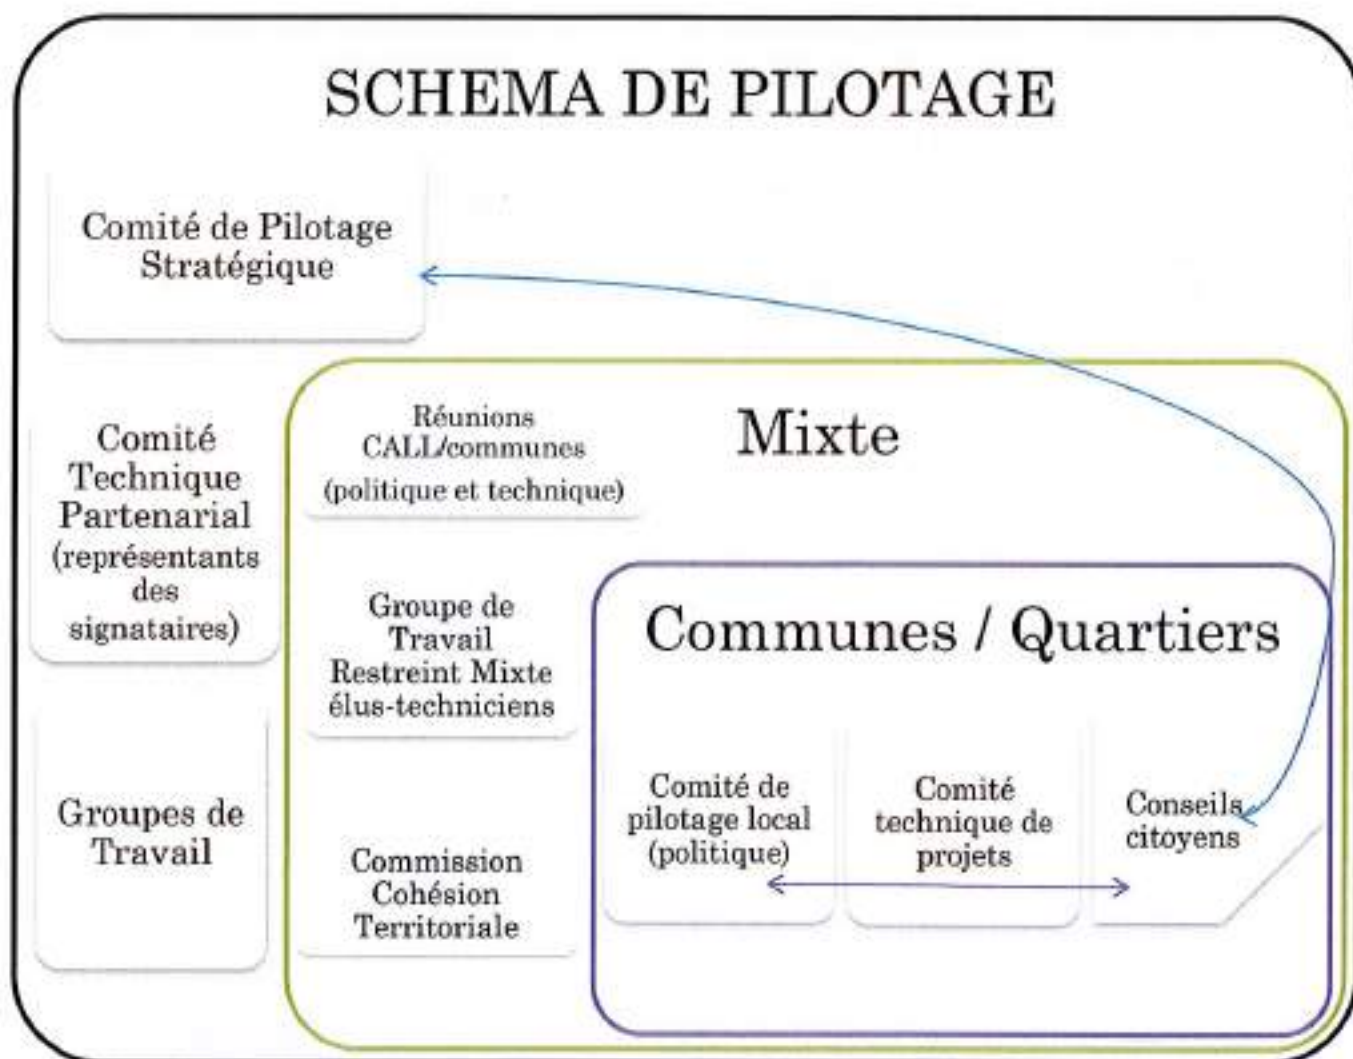 SCHEMA DE PILOTAGE
Comité de Pilotage
Stratégique
Comité
Technique
Partenarial
(représentants
des
signataires)
Groupes de
Travail
Mixte
Réunions
CALL/communes
(politique et technique)
Groupe de
Travail
Restreint Mixte
élus-techniciens
Commission
Cohésion
Territoriale
Communes / Quartiers
Comité de
pilotage local
(politique)
Comité
technique de
projets
Conseils
citoyens